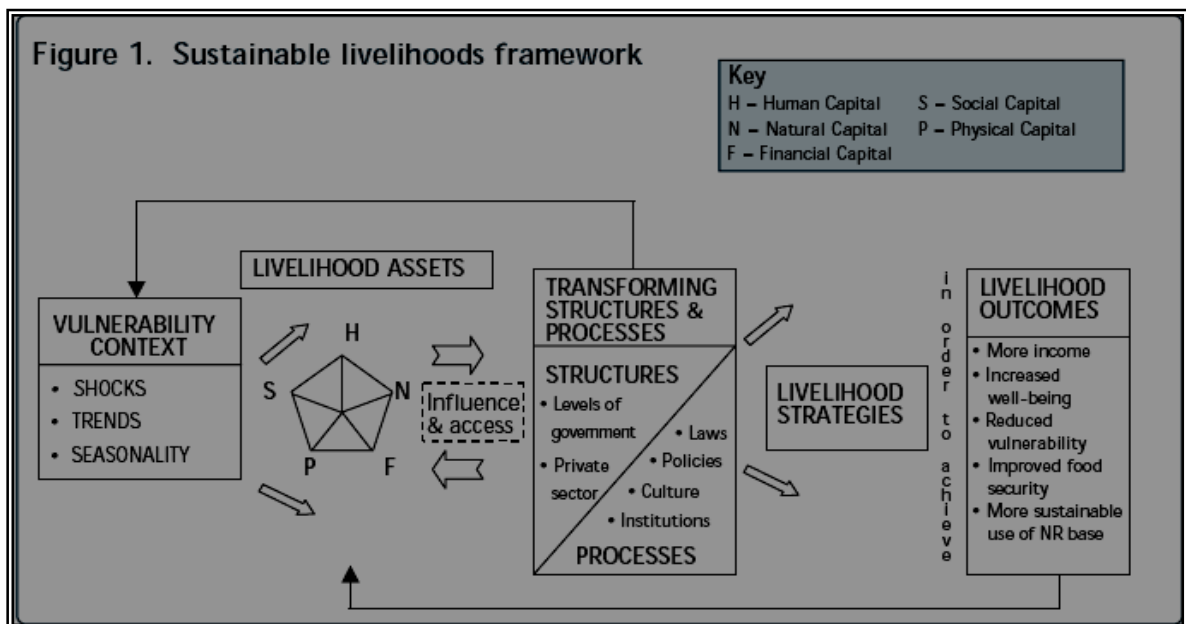 Figure 1. Sustainable livelihoods framework
Key
H – Human Capital S – Social Capital
N – Natural Capital P – Physical Capital
F – Financial Capital
LIVELIHOOD ASSETS
VULNERABILITY
CONTEXT
• SHOCKS
• TRENDS
• SEASONALITY
H
S
N
P
F
Influence
& access
TRANSFORMING
STRUCTURES &
PROCESSES
STRUCTURES
• Levels of
government
• Private
sector
• Laws
• Policies
• Culture
• Institutions
PROCESSES
LIVELIHOOD
STRATEGIES
in order to achieve
LIVELIHOOD
OUTCOMES
• More income
• Increased
well-being
• Reduced
vulnerability
• Improved food
security
• More sustainable
use of NR base